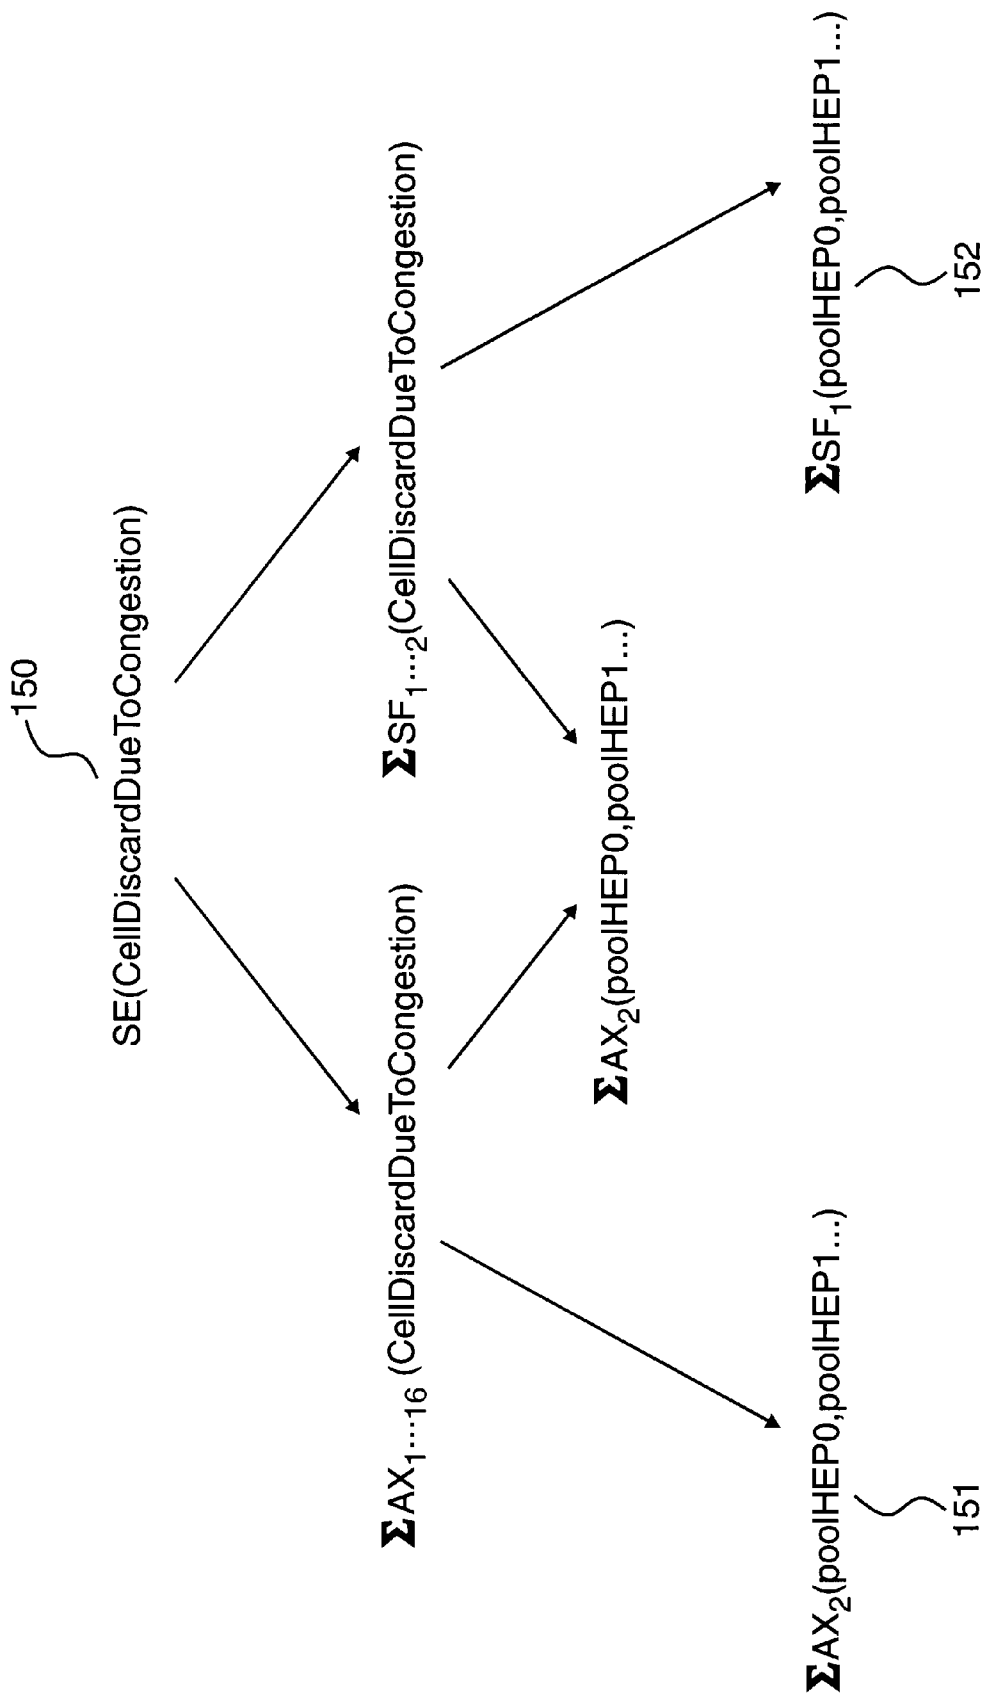 150
SE(CellDiscardDueToCongestion)
ΣAX1...16 (CellDiscardDueToCongestion)
ΣSF1...2(CellDiscardDueToCongestion)
ΣAX2(poolHEP0,poolHEP1...)
ΣAX2(poolHEP0,poolHEP1...)
ΣSF1(poolHEP0,poolHEP1...)
151
152